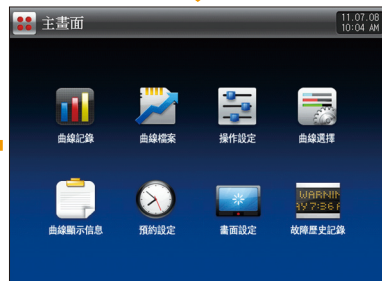 主畫面
11.07.08
10:04 AM
曲線記錄
曲線檔案
操作設定
曲線選擇
曲線顯示信息
預約設定
畫面設定
故障歷史記錄
WARNIN